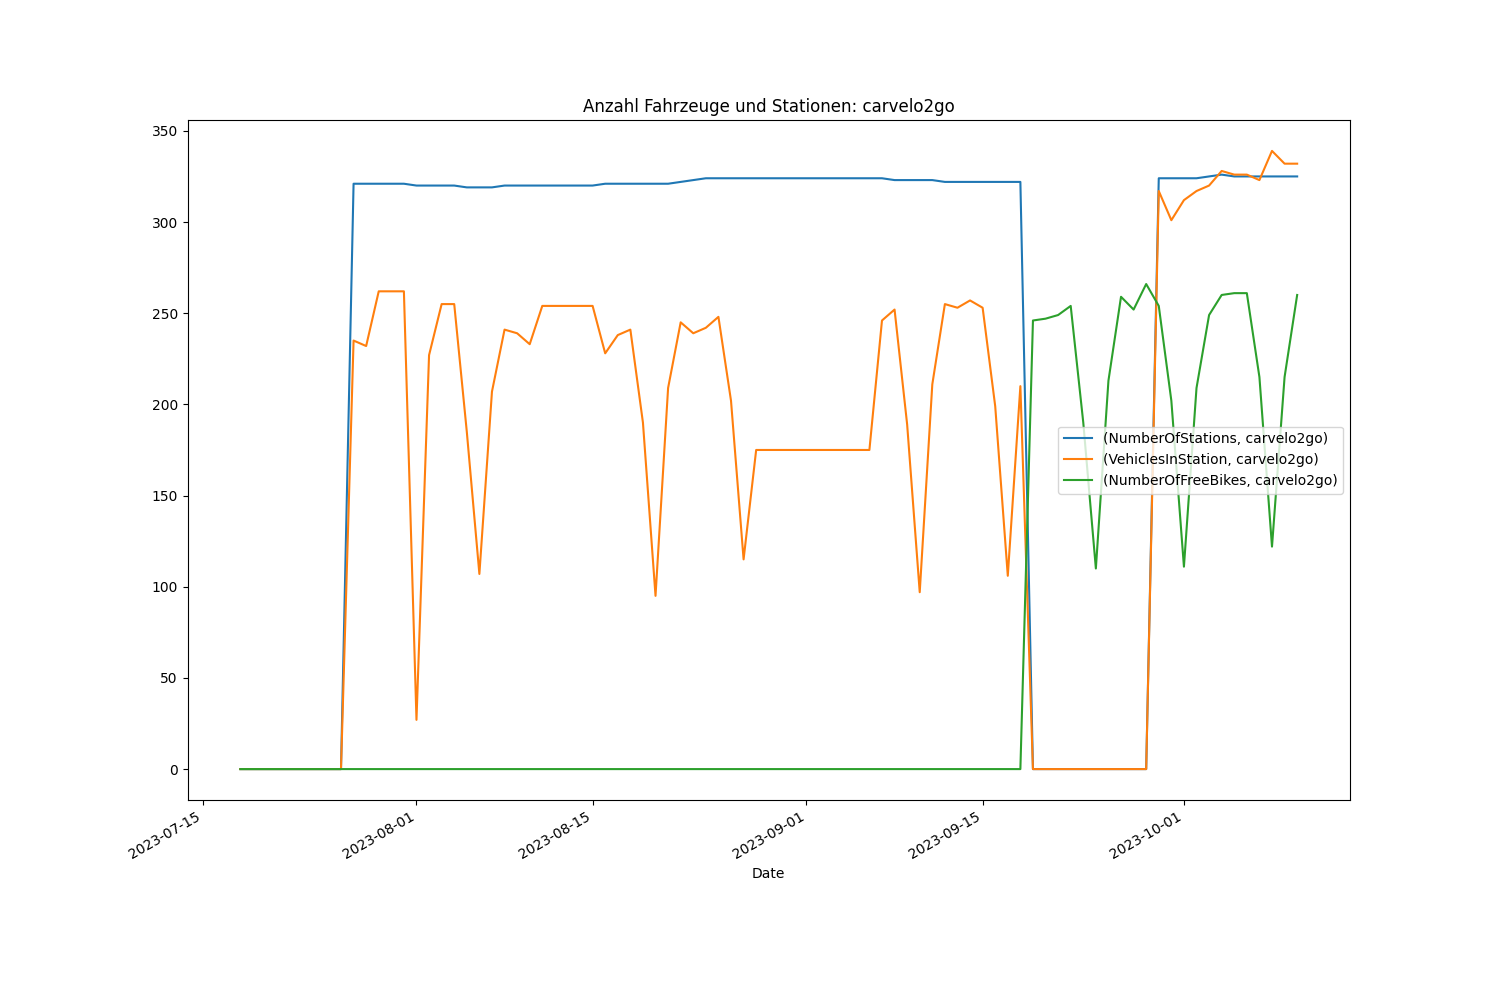 Anzahl Fahrzeuge und Stationen: carvelo2go
350
300
250
200
150
100
50
0
(NumberOfStations, carvelo2go)
(VehiclesInStation, carvelo2go)
(NumberOfFreeBikes, carvelo2go)
2023-07-15
2023-08-01
2023-08-15
2023-09-01
2023-09-15
2023-10-01
Date